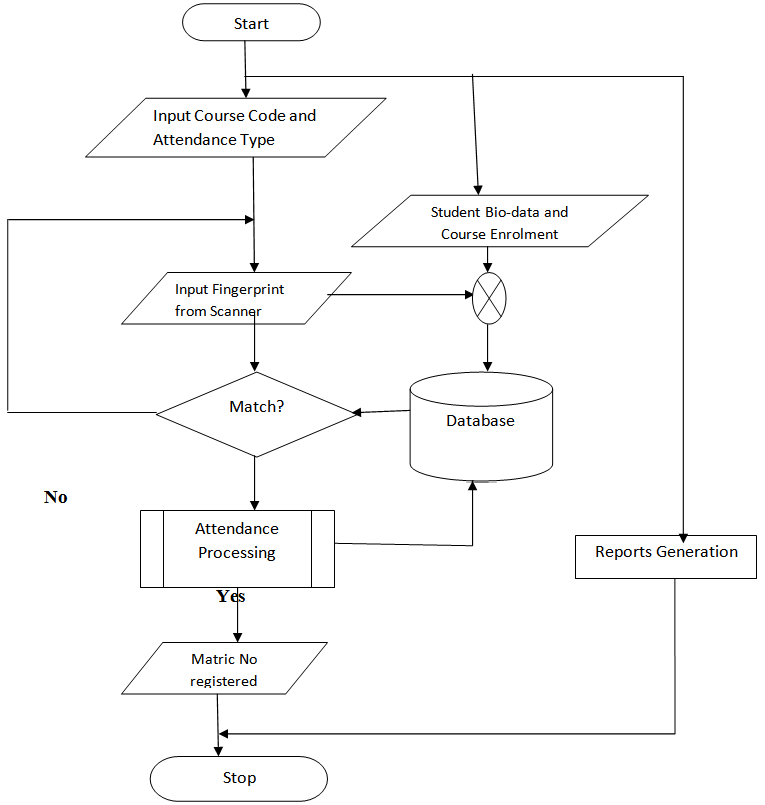 Start
Input Course Code and
Attendance Type
Student Bio-data and
Course Enrolment
Input Fingerprint
from Scanner
Match?
Database
No
Attendance
Processing
Reports Generation
Yes
Matric No
registered
Stop